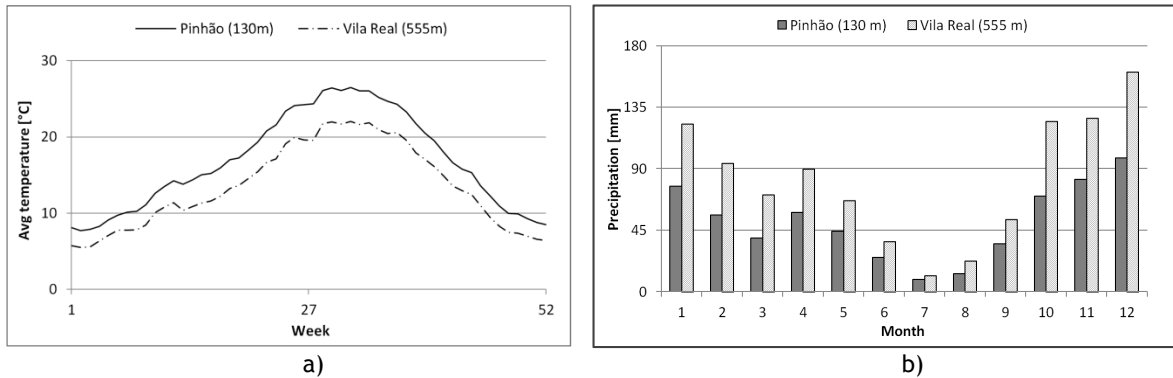 Pinhão (130m) Vila Real (555m)
30
20
10
0
Avg temperature [°C]
1 27 52
Week
a)
Pinhão (130 m) Vila Real (555 m)
180
135
90
45
0
Precipitation [mm]
1 2 3 4 5 6 7 8 9 10 11 12
Month
b)